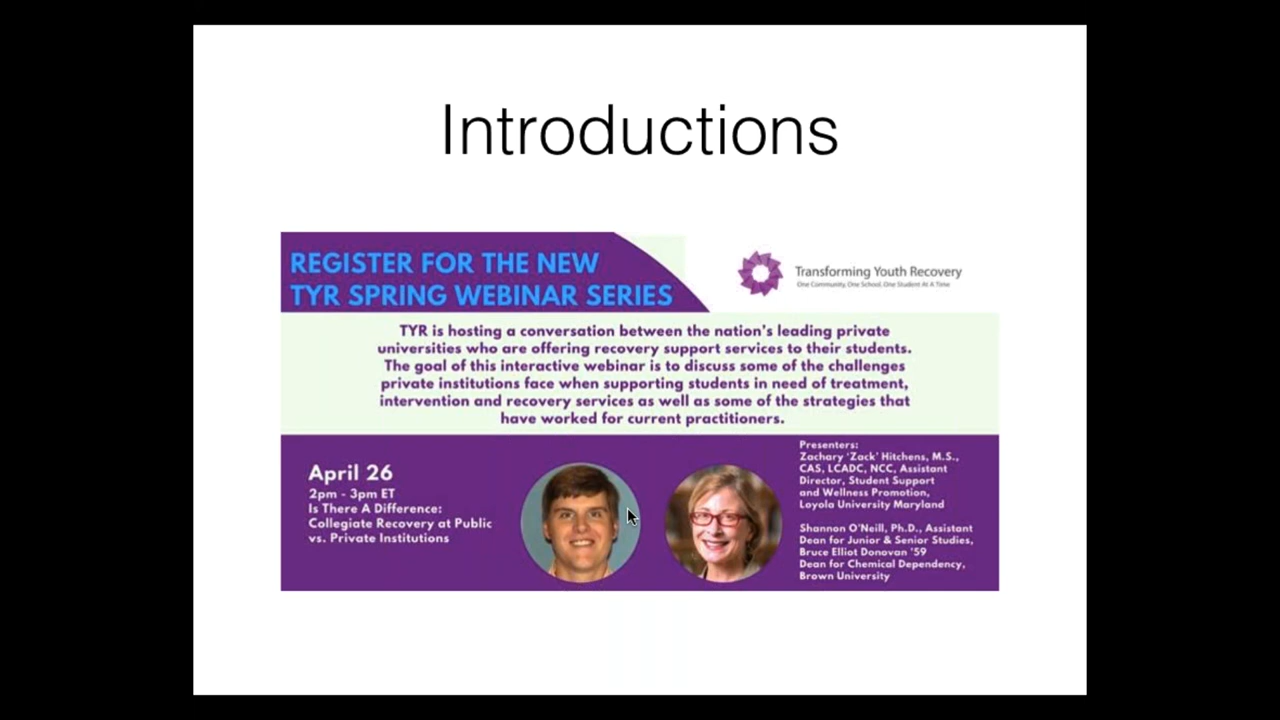 Introductions
REGISTER FOR THE NEW
TYR SPRING WEBINAR SERIES
Transforming Youth Recovery
One Community, One School, One Student At A Time
TYR is hosting a conversation between the nation's leading private
universities who are offering recovery support services to their students.
The goal of this interactive webinar is to discuss some of the challenges
private institutions face when supporting students in need of treatment,
intervention and recovery services as well as some of the strategies that
have worked for current practitioners.
April 26
2pm - 3pm ET
Is There A Difference:
Collegiate Recovery at Public
vs. Private Institutions
Presenters:
Zachary 'Zack' Hitchens, M.S.,
CAS, LCADC, NCC, Assistant
Director, Student Support
and Wellness Promotion,
Loyola University Maryland
Shannon O'Neill, Ph.D., Assistant
Dean for Junior & Senior Studies,
Bruce Elliot Donovan '59
Dean for Chemical Dependency,
Brown University